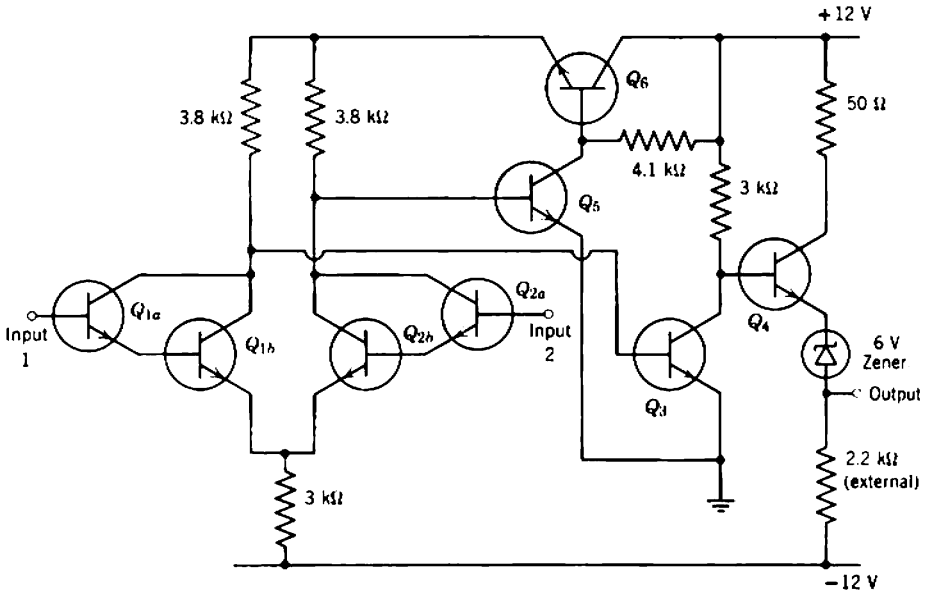 +12 V
Q6
3.8 kΩ
3.8 kΩ
50 Ω
4.1 kΩ
3 kΩ
Q5
Q1a
Q2a
Input
1
Q1b
Q2b
Input
2
Q4
6 V
Zener
Q3
Output
3 kΩ
2.2 kΩ
(external)
−12 V